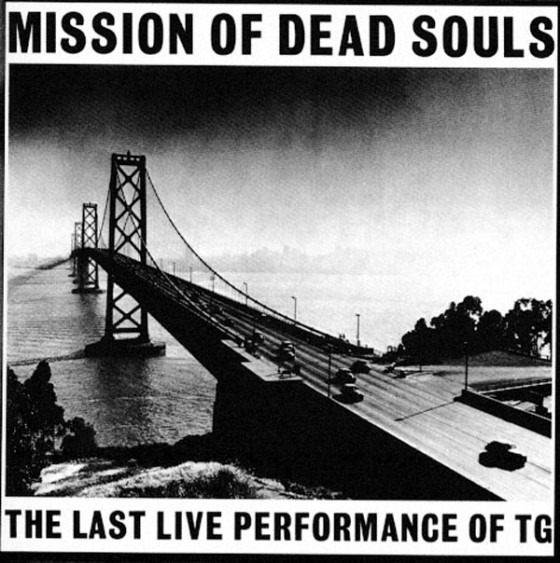 MISSION OF DEAD SOULS
THE LAST LIVE PERFORMANCE OF TG